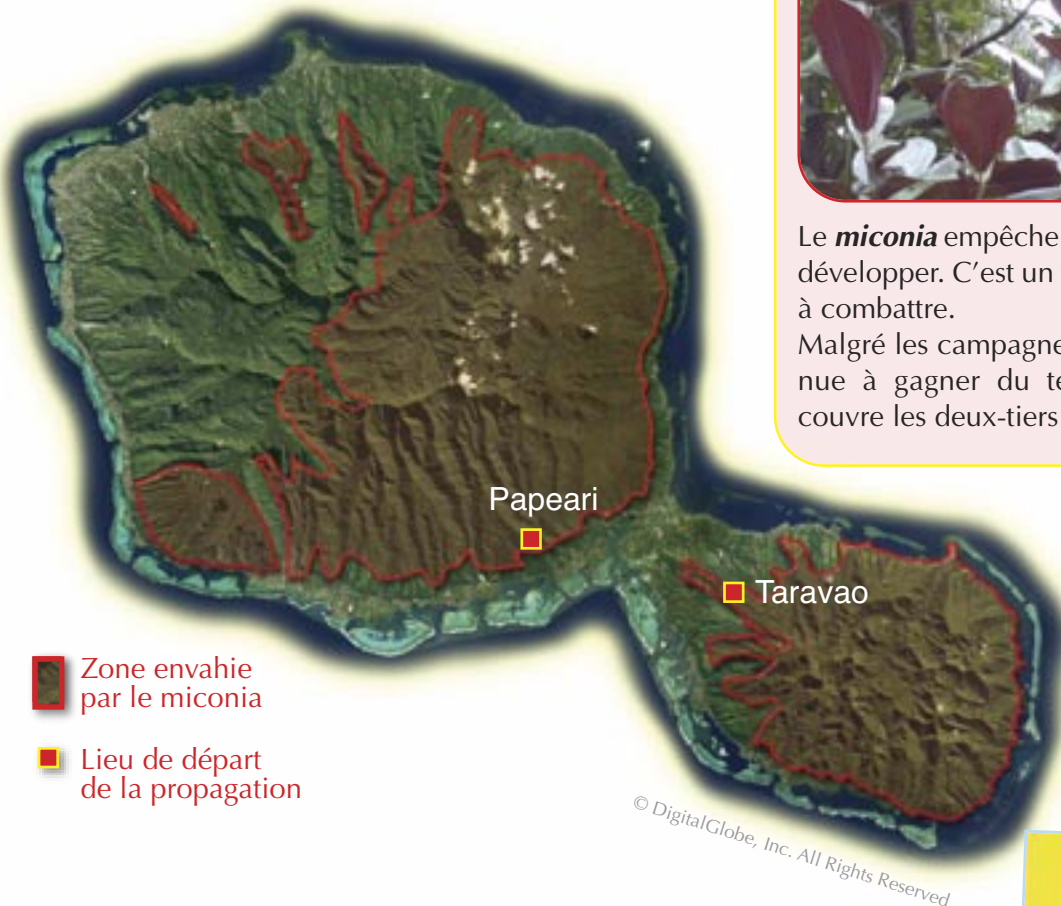 Le miconia empêche
développer. C’est un
à combattre.
Malgré les campagne
nue à gagner du te
couvre les deux-tiers
Papeari
Taravao
Zone envahie
par le miconia
Lieu de départ
de la propagation
© DigitalGlobe, Inc. All Rights Reserved